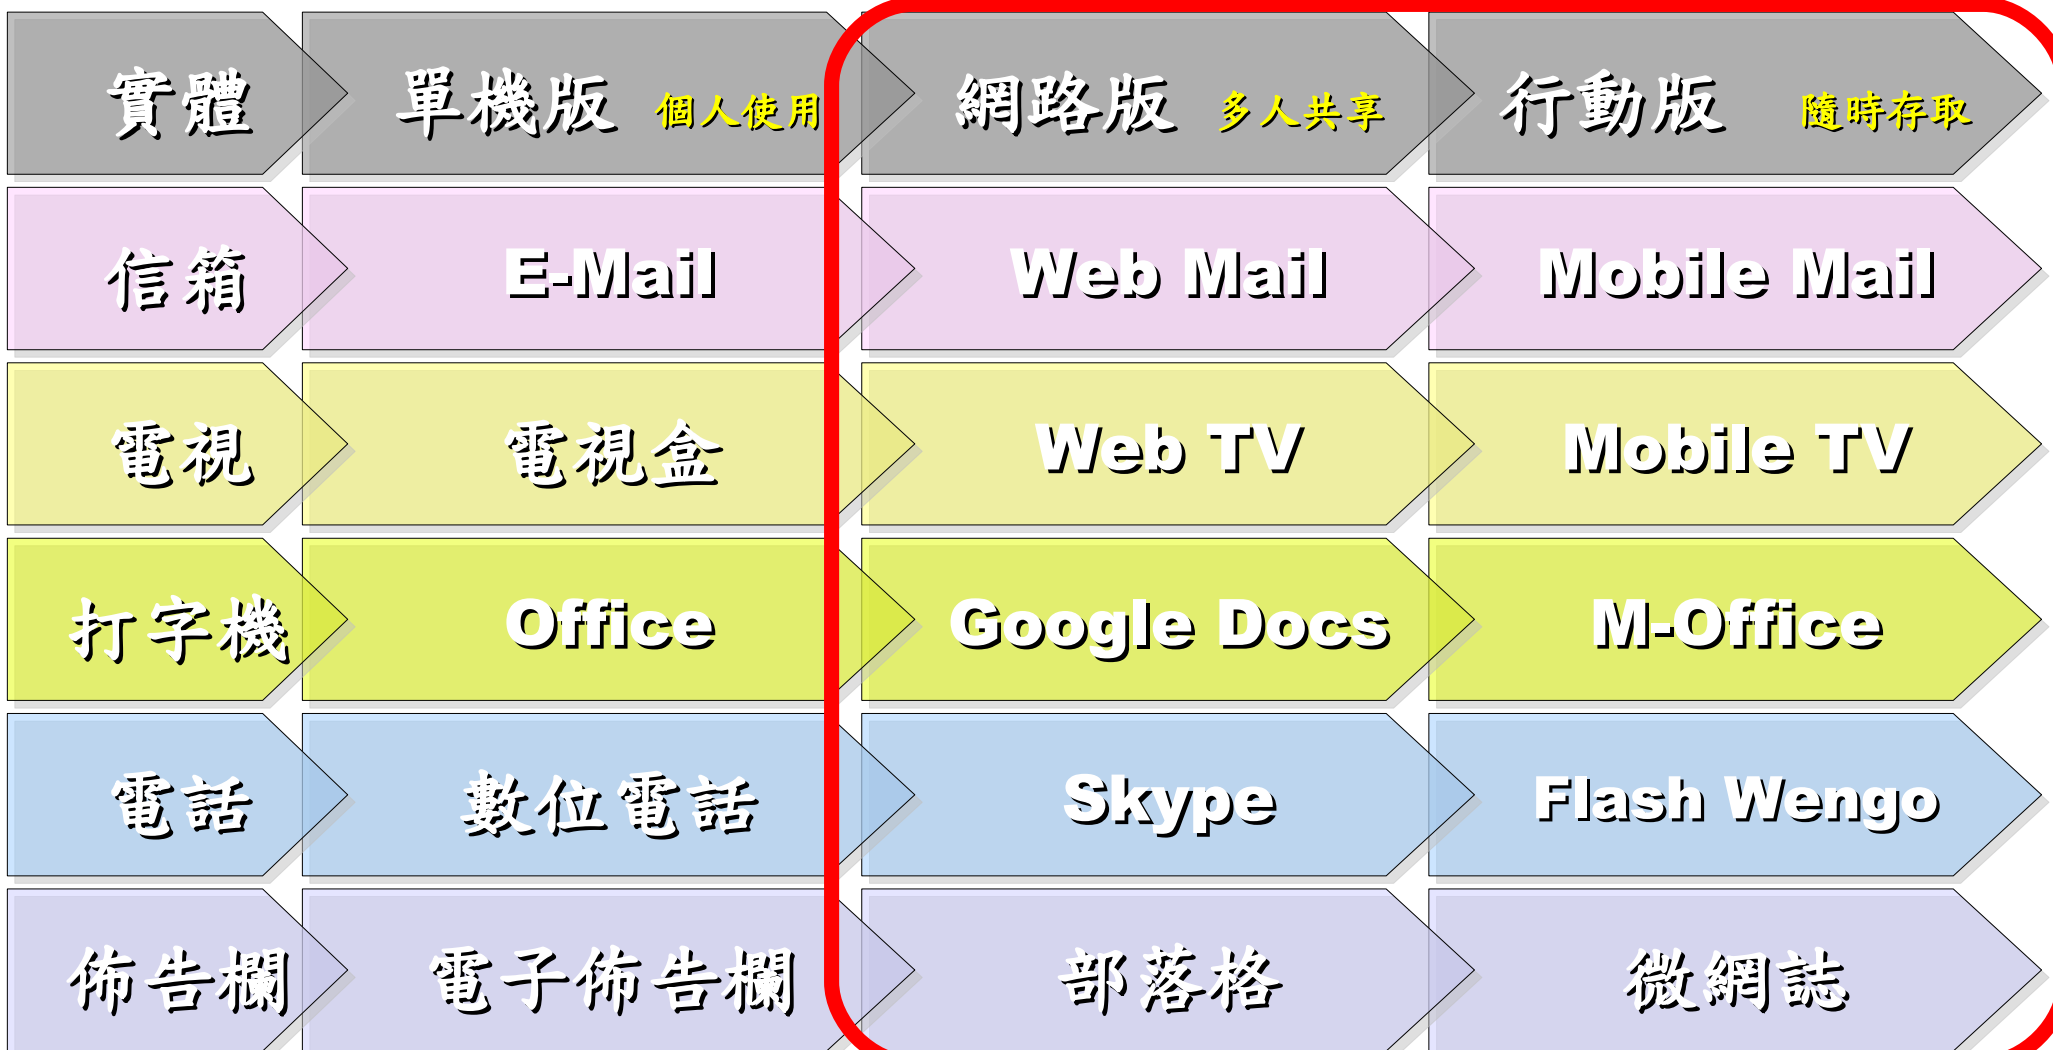 實體 單機版 個人使用 網路版 多人共享 行動版 隨時存取
信箱 E-Mail Web Mail Mobile Mail
電視 電視盒 Web TV Mobile TV
打字機 Office Google Docs M-Office
電話 數位電話 Skype Flash Wengo
佈告欄 電子佈告欄 部落格 微網誌